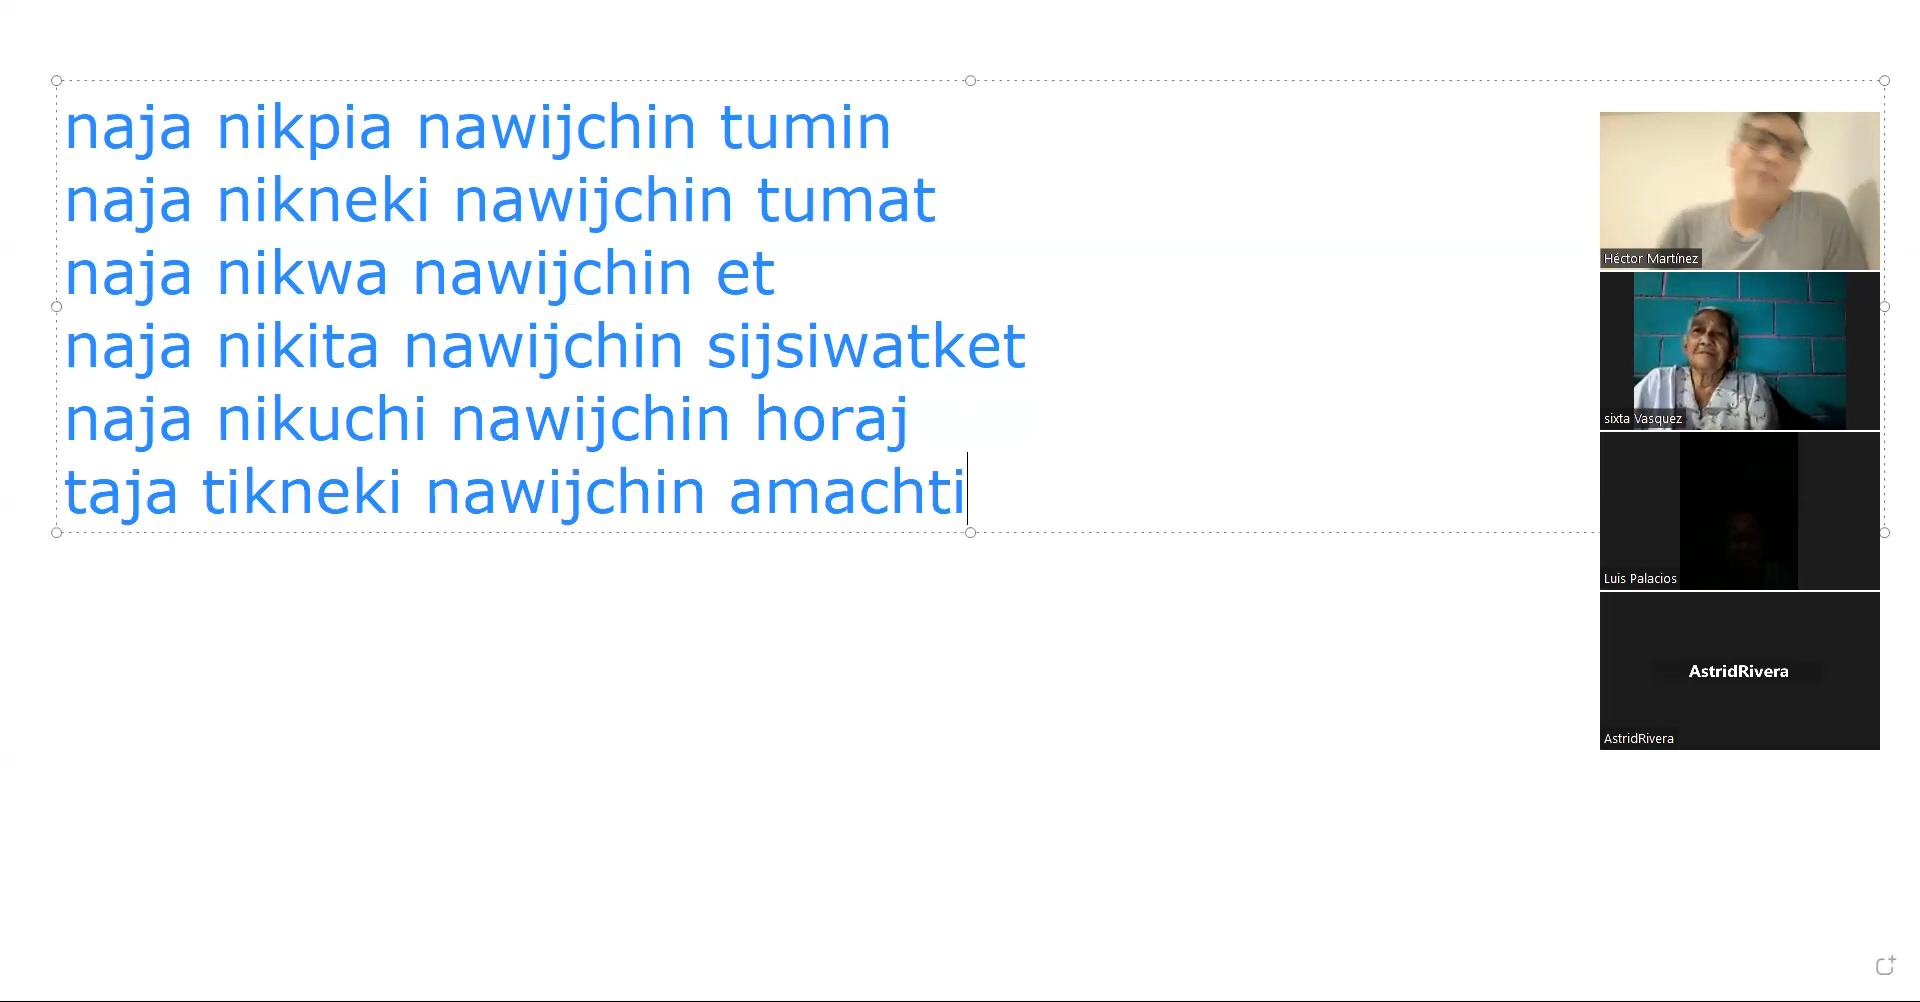 naja nikpia nawijchin tumin
naja nikneki nawijchin tumat
naja nikwa nawijchin et
naja nikita nawijchin sijsiwatket
naja nikuchi nawijchin horaj
taja tikneki nawijchin amachti
Héctor Martínez
sixta Vasquez
Luis Palacios
AstridRivera
AstridRivera